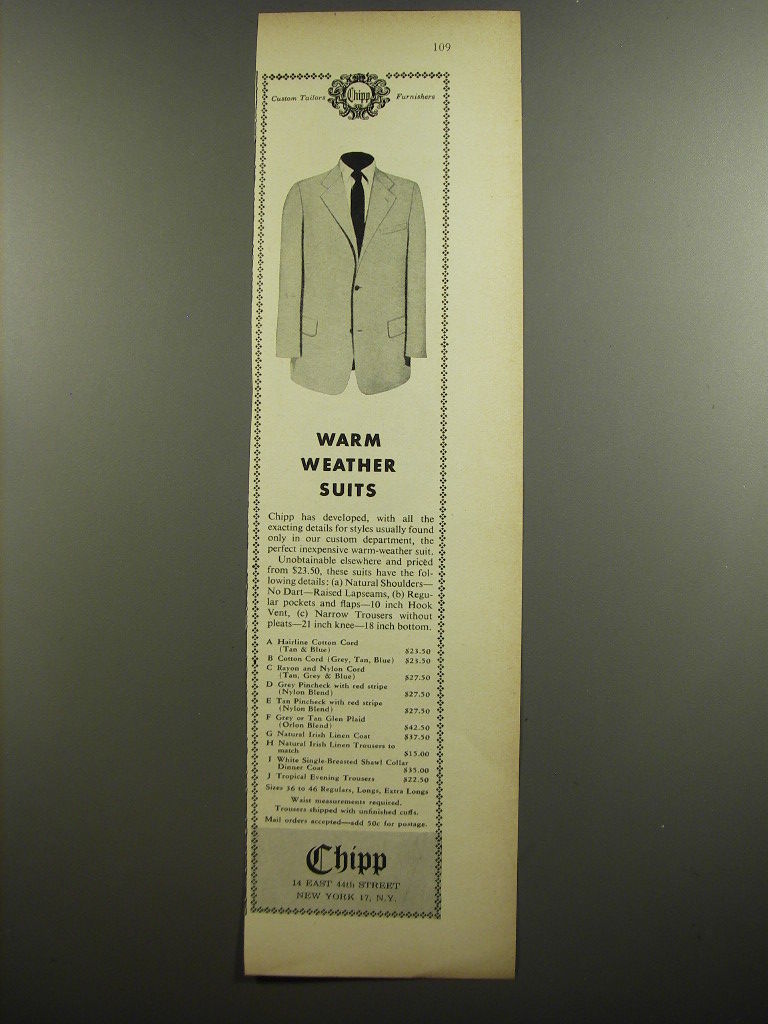 109
Custom Tailors Chipp Furnishers
WARM
WEATHER
SUITS
Chipp has developed, with all the
exacting details for styles usually found
only in our custom department, the
perfect inexpensive warm-weather suit.
Unobtainable elsewhere and priced
from $23.50, these suits have the fol-
lowing details: (a) Natural Shoulders—
No Dart—Raised Lapseams, (b) Regu-
lar pockets and flaps—10 inch Hook
Vent, (c) Narrow Trousers without
pleats—21 inch knee—18 inch bottom.
A Hairline Cotton Cord
(Tan & Blue) $23.50
B Cotton Cord (Grey, Tan, Blue) $23.50
C Rayon and Nylon Cord
(Tan, Grey & Blue) $27.50
D Grey Pincheck with red stripe
(Nylon Blend) $27.50
E Tan Pincheck with red stripe
(Nylon Blend) $27.50
F Grey or Tan Glen Plaid
(Orlon Blend) $42.50
G Natural Irish Linen Coat $37.50
H Natural Irish Linen Trousers to
match $15.00
I White Single-Breasted Shawl Collar
Dinner Coat $35.00
J Tropical Evening Trousers $22.50
Sizes 36 to 46 Regulars, Longs, Extra Longs
Waist measurements required.
Trousers shipped with unfinished cuffs.
Mail orders accepted—add 50c for postage.
Chipp
14 EAST 44th STREET
NEW YORK 17, N.Y.